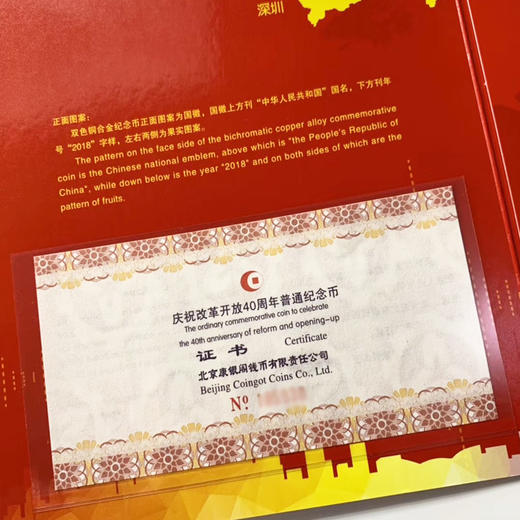 深圳
正面图案：
双色铜合金纪念币正面图案为国徽，国徽上方刊“中华人民共和国”国名，下方刊年
号“2018”字样，左右两侧为果实图案。
The pattern on the face side of the bichromatic copper alloy commemorative
coin is the Chinese national emblem, above which is "the People's Republic of
China", while down below is the year "2018" and on both sides of which are the
pattern of fruits.
庆祝改革开放40周年普通纪念币
The ordinary commemorative coin to celebrate
the 40th anniversary of reform and opening-up
证书 Certificate
北京康银阁钱币有限责任公司
Beijing Coingot Coins Co., Ltd.
№